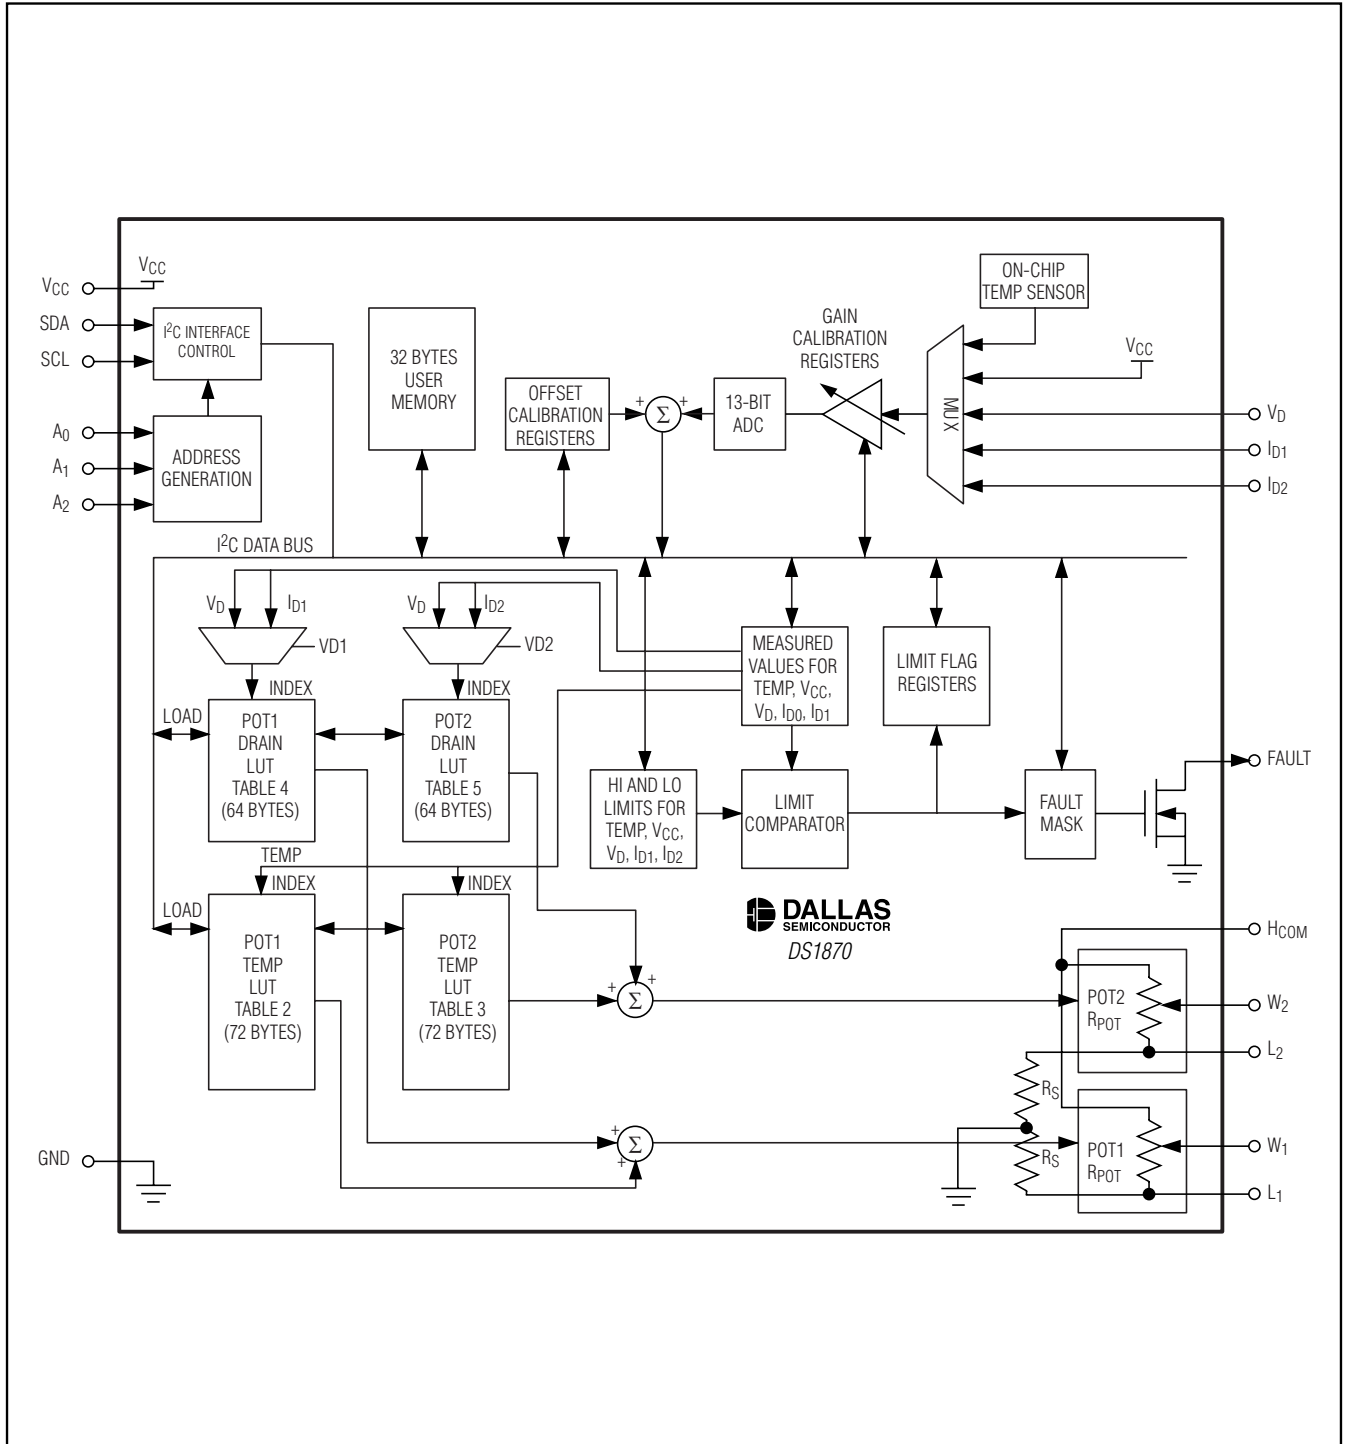 VCC
VCC
SDA
SCL
I2C INTERFACE
CONTROL
A0
A1
A2
ADDRESS
GENERATION
32 BYTES
USER
MEMORY
OFFSET
CALIBRATION
REGISTERS
+
Σ
+
13-BIT
ADC
GAIN
CALIBRATION
REGISTERS
MUX
ON-CHIP
TEMP SENSOR
VCC
VD
ID1
ID2
I2C DATA BUS
VD
ID1
VD1
VD
ID2
VD2
INDEX
INDEX
LOAD
POT1
DRAIN
LUT
TABLE 4
(64 BYTES)
POT2
DRAIN
LUT
TABLE 5
(64 BYTES)
MEASURED
VALUES FOR
TEMP, VCC,
VD, ID0, ID1
LIMIT FLAG
REGISTERS
HI AND LO
LIMITS FOR
TEMP, VCC,
VD, ID1, ID2
LIMIT
COMPARATOR
FAULT
MASK
FAULT
TEMP
INDEX
INDEX
LOAD
POT1
TEMP
LUT
TABLE 2
(72 BYTES)
POT2
TEMP
LUT
TABLE 3
(72 BYTES)
DALLAS
SEMICONDUCTOR
DS1870
+
+
Σ
HCOM
POT2
RPOT
W2
L2
RS
+
Σ
+
RS
POT1
RPOT
W1
L1
GND